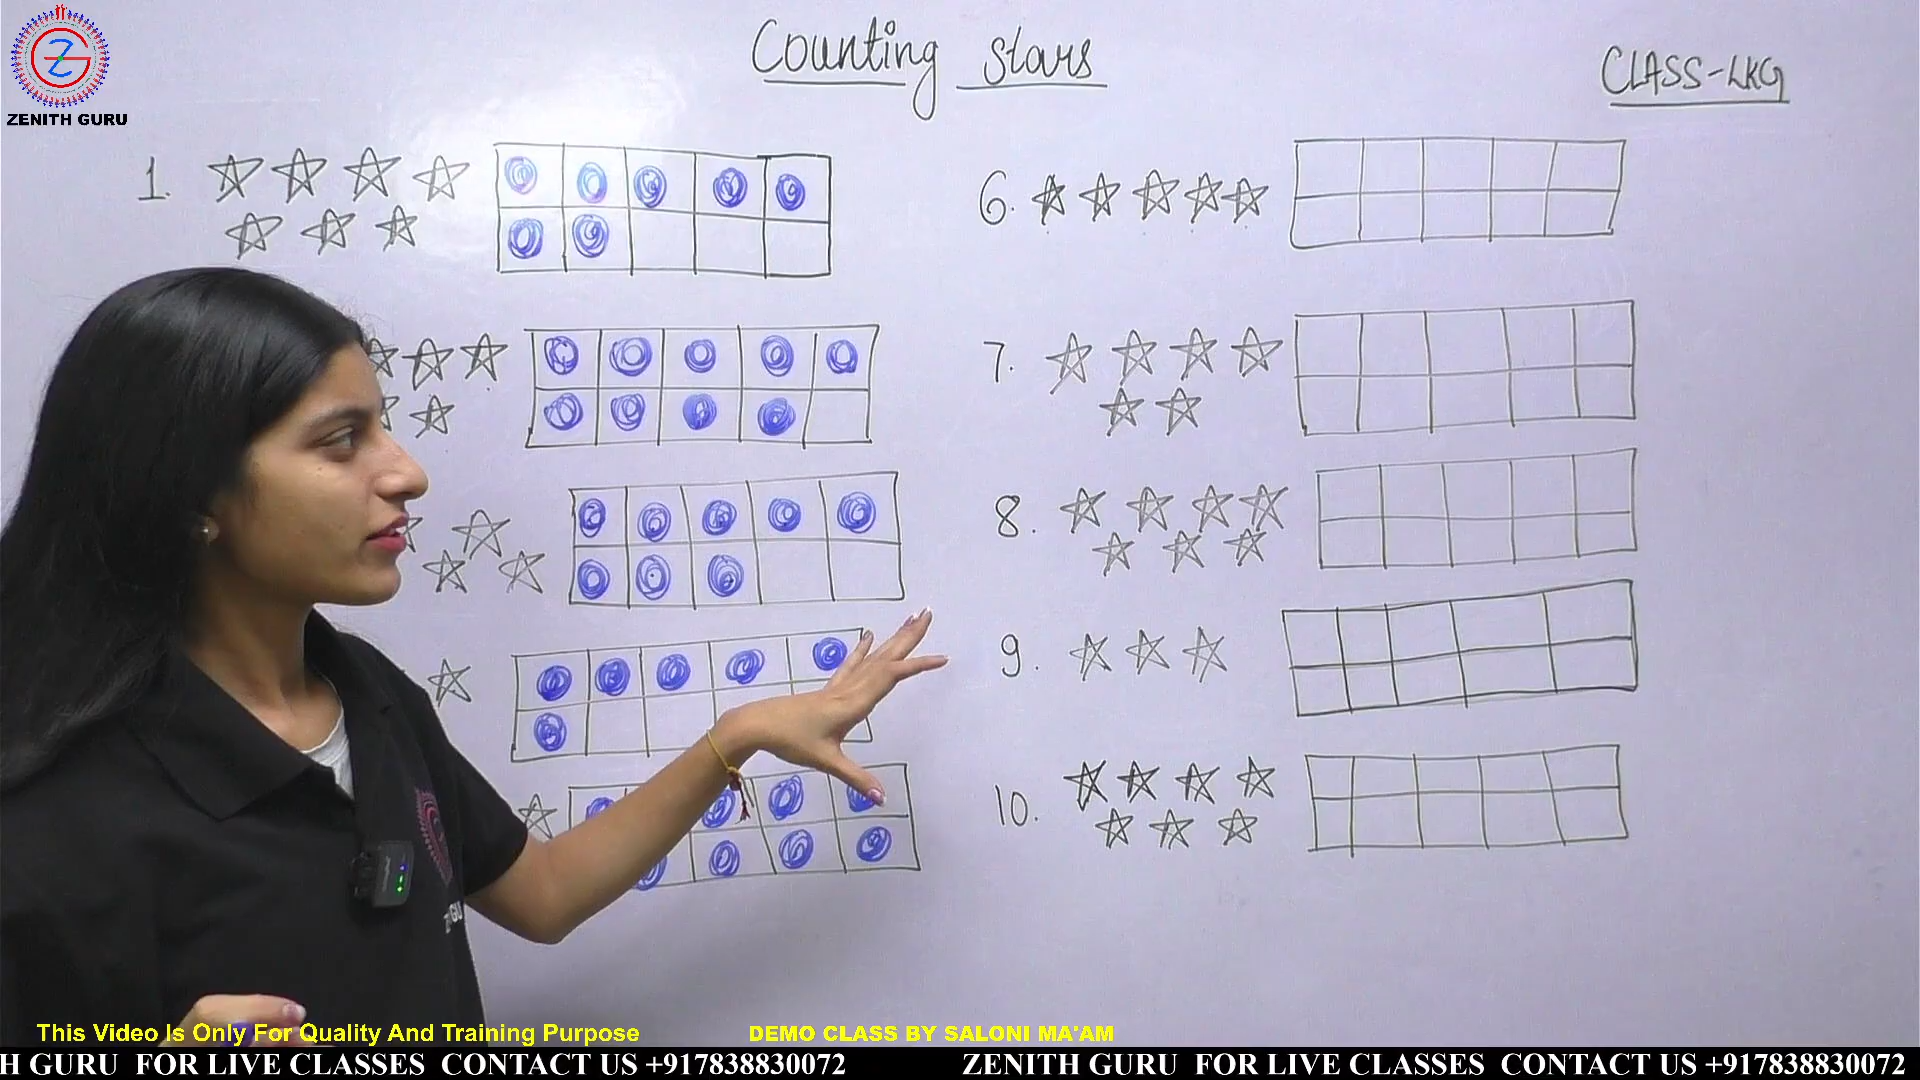 ZENITH GURU
Counting stars
CLASS-LKG
1.
6.
7.
8.
9.
10.
This Video Is Only For Quality And Training Purpose
DEMO CLASS BY SALONI MA'AM
H GURU FOR LIVE CLASSES CONTACT US +917838830072 ZENITH GURU FOR LIVE CLASSES CONTACT US +917838830072